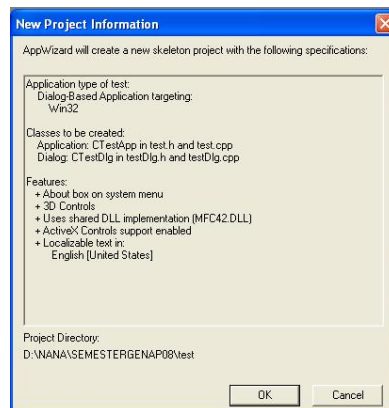 New Project Information
AppWizard will create a new skeleton project with the following specifications:
Application type of test:
Dialog-Based Application targeting:
Win32
Classes to be created:
Application: CTestApp in test.h and test.cpp
Dialog: CTestDlg in testDlg.h and testDlg.cpp
Features:
+ About box on system menu
+ 3D Controls
+ Uses shared DLL implementation (MFC42.DLL)
+ ActiveX Controls support enabled
+ Localizable text in:
English [United States]
Project Directory:
D:\NANA\SEMESTERGENAP08\test
OK
Cancel